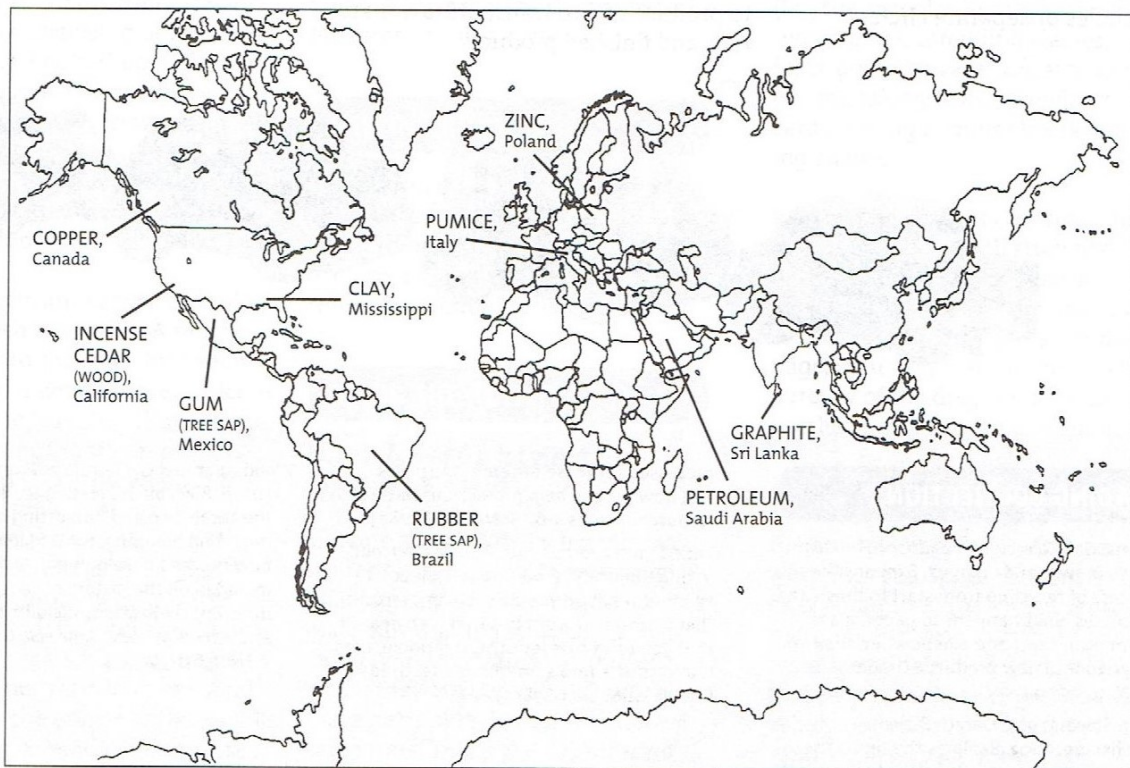 ZINC,
Poland
PUMICE,
Italy
COPPER,
Canada
CLAY,
Mississippi
INCENSE
CEDAR
(WOOD),
California
GUM
(TREE SAP),
Mexico
GRAPHITE,
Sri Lanka
PETROLEUM,
Saudi Arabia
RUBBER
(TREE SAP),
Brazil